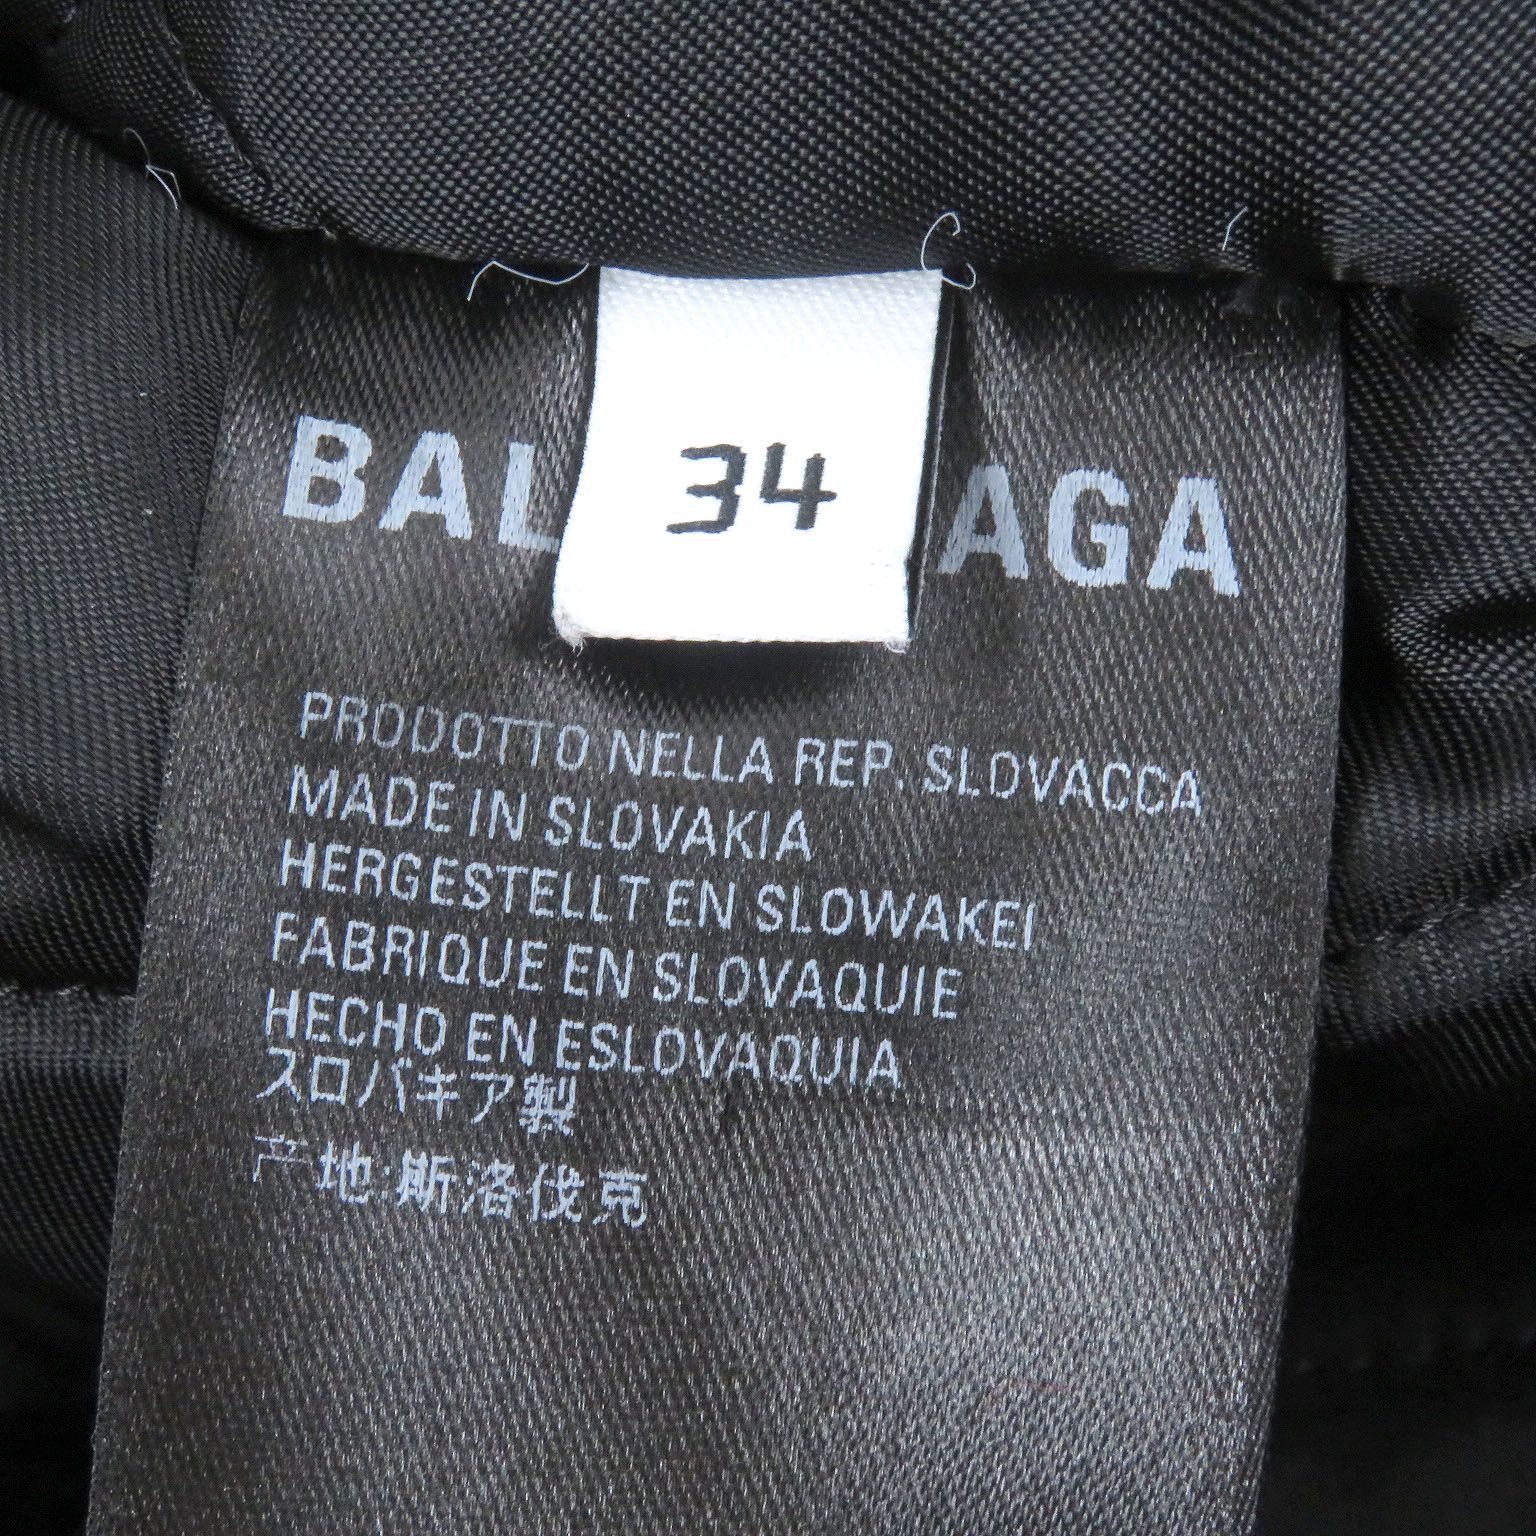 BAL AGA
34
PRODOTTO NELLA REP. SLOVACCA
MADE IN SLOVAKIA
HERGESTELLT EN SLOWAKEI
FABRIQUE EN SLOVAQUIE
HECHO EN ESLOVAQUIA
スロバキア製
产地:斯洛伐克